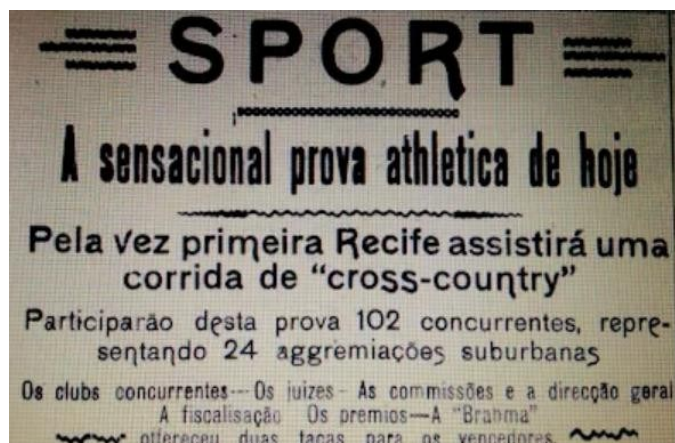 SPORT
A sensacional prova athletica de hoje
Pela vez primeira Recife assistirá uma
corrida de “cross-country”
Participarão desta prova 102 concurrentes, repre-
sentando 24 aggremiações suburbanas
Os clubs concurrentes---Os juizes- As commissões e a direcção geral
A fiscalisação Os premios—A "Brahma"
offereceu duas taças para os vencedores